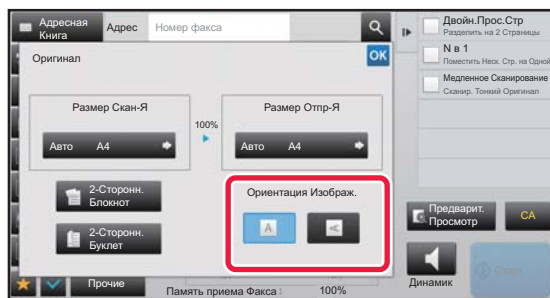 Адресная
Книга
Адрес
Номер факса
Оригинал
OK
Размер Скан-Я
100%
Размер Отпр-Я
Авто A4
Авто A4
2-Сторонн.
Блокнот
2-Сторонн.
Буклет
Ориентация Изображ.
A
A
Прочие
Память приема Факса:
100%
Двойн.Прос.Стр
Разделить на 2 Страницы
N в 1
Поместить Неск. Стр. на Одной
Медленное Сканирование
Сканир. Тонкий Оригинал
Предварит.
Просмотр
CA
Динамик
Старт